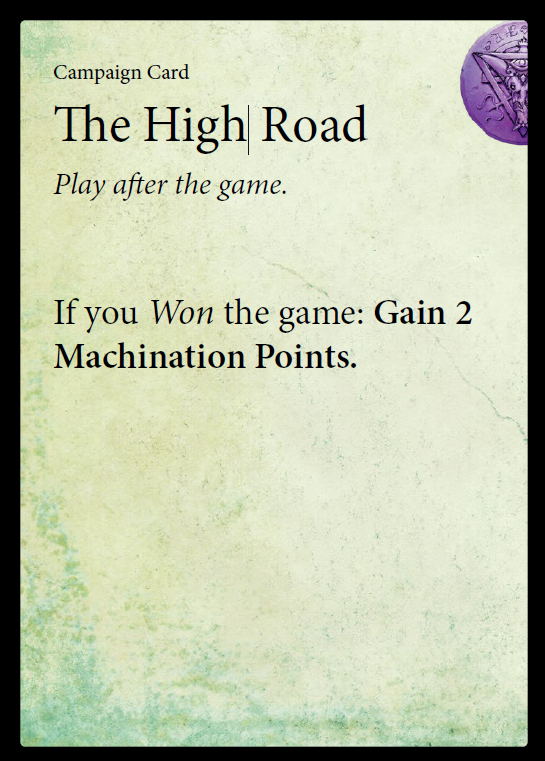 Campaign Card
The High Road
Play after the game.
If you Won the game: Gain 2
Machination Points.